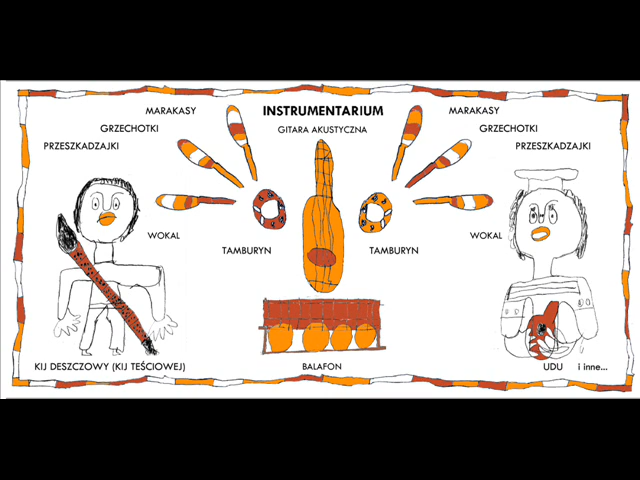 INSTRUMENTARIUM
MARAKASY
MARAKASY
GRZECHOTKI
GITARA AKUSTYCZNA
GRZECHOTKI
PRZESZKADZAJKI
PRZESZKADZAJKI
WOKAL
WOKAL
TAMBURYN
TAMBURYN
KIJ DESZCZOWY (KIJ TEŚCIOWEJ)
BALAFON
UDU i inne...